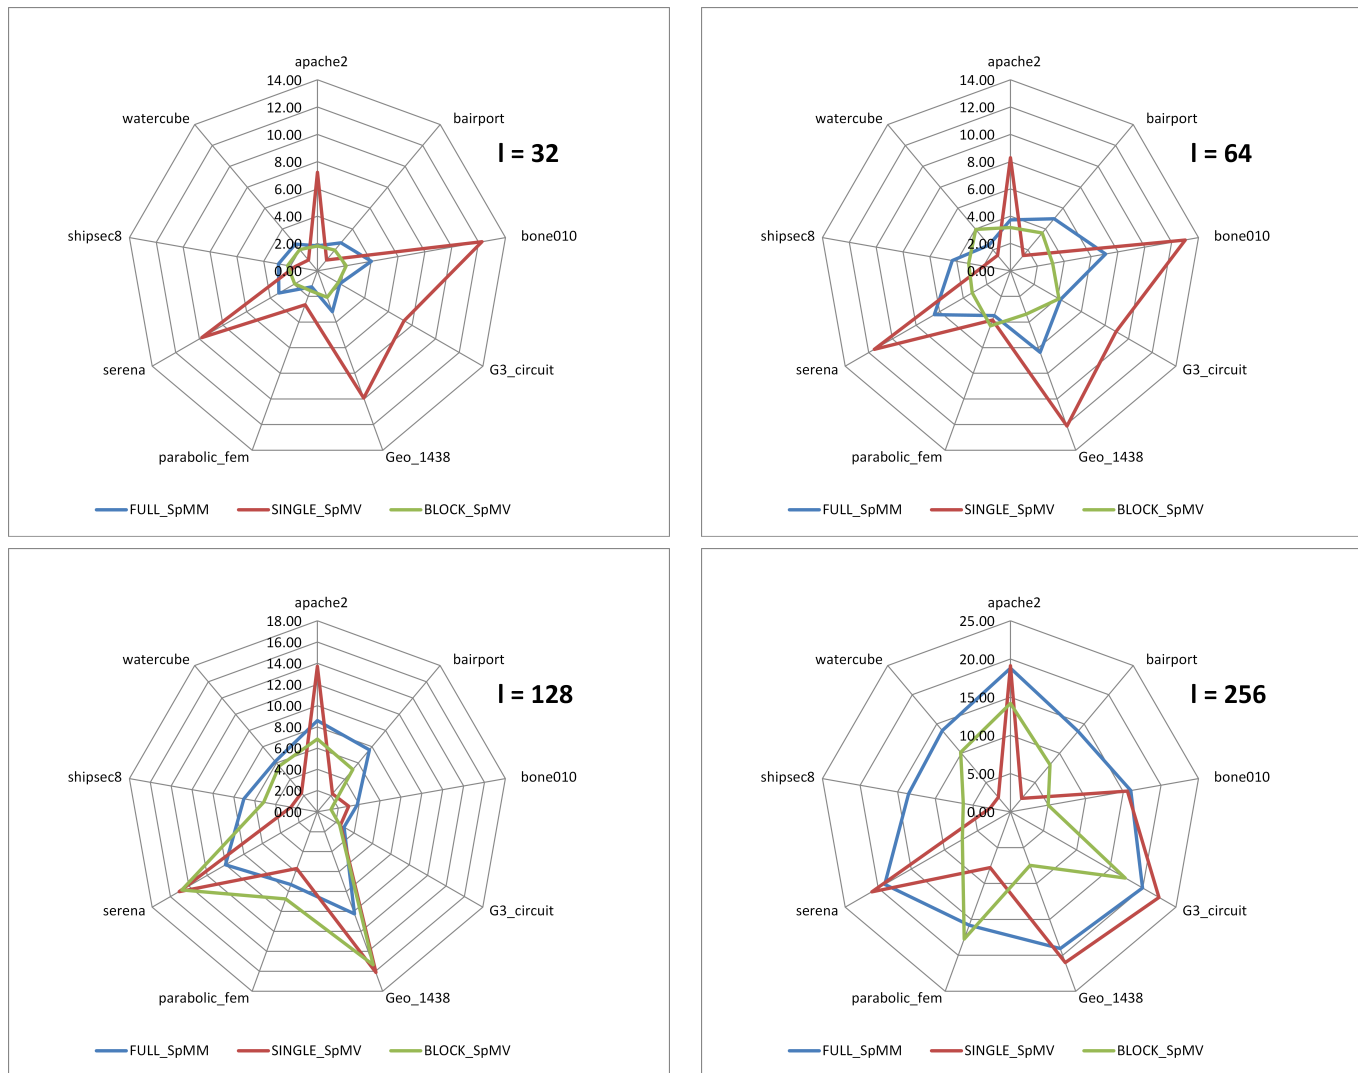 apache2
14.00
12.00
10.00
8.00
6.00
4.00
2.00
0.00
bairport
bone010
G3_circuit
Geo_1438
parabolic_fem
serena
shipsec8
watercube
l = 32
FULL_SpMM SINGLE_SpMV BLOCK_SpMV
apache2
14.00
12.00
10.00
8.00
6.00
4.00
2.00
0.00
bairport
bone010
G3_circuit
Geo_1438
parabolic_fem
serena
shipsec8
watercube
l = 64
FULL_SpMM SINGLE_SpMV BLOCK_SpMV
apache2
18.00
16.00
14.00
12.00
10.00
8.00
6.00
4.00
2.00
0.00
bairport
bone010
G3_circuit
Geo_1438
parabolic_fem
serena
shipsec8
watercube
l = 128
FULL_SpMM SINGLE_SpMV BLOCK_SpMV
apache2
25.00
20.00
15.00
10.00
5.00
0.00
bairport
bone010
G3_circuit
Geo_1438
parabolic_fem
serena
shipsec8
watercube
l = 256
FULL_SpMM SINGLE_SpMV BLOCK_SpMV